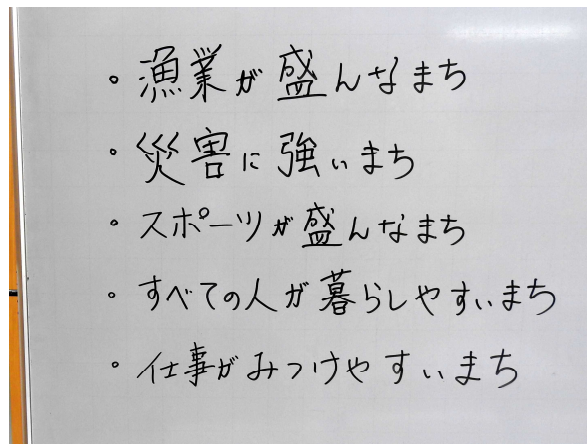 。漁業が盛んなまち
。災害に強いまち
。スポーツが盛んなまち
。すべての人が暮らしやすいまち
。仕事がみつけやすいまち